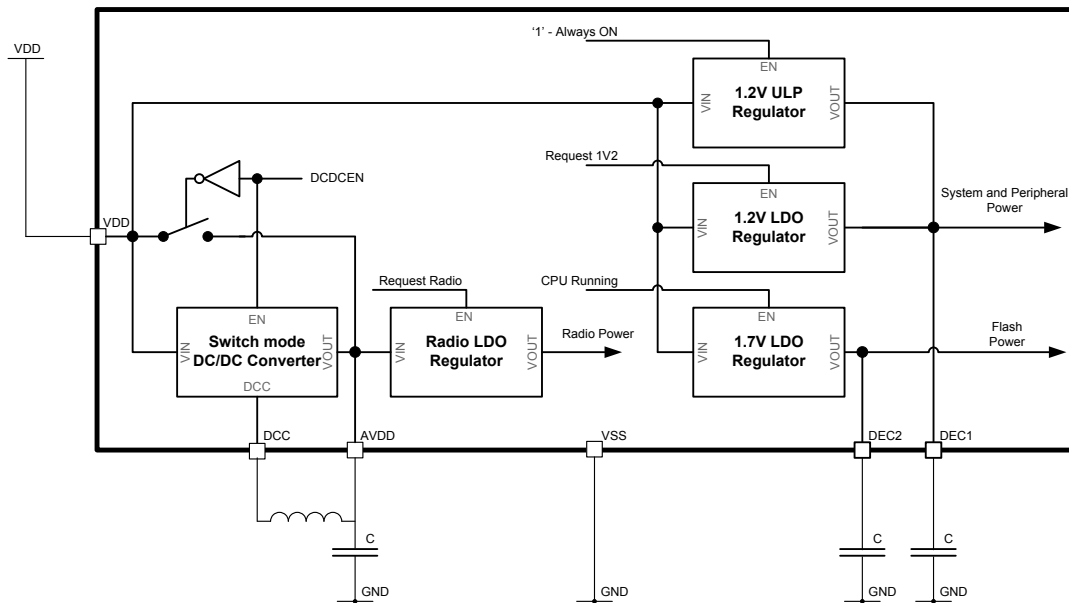 VDD
'1' - Always ON
EN
VIN
1.2V ULP
Regulator
VOUT
Request 1V2
DCDCEN
EN
VIN
1.2V LDO
Regulator
VOUT
System and Peripheral
Power
VDD
Request Radio
CPU Running
EN
VIN
Switch mode
DC/DC Converter
VOUT
DCC
EN
VIN
Radio LDO
Regulator
Radio Power
EN
VIN
1.7V LDO
Regulator
VOUT
Flash
Power
DCC
AVDD
VSS
DEC2
DEC1
C
C
C
GND
GND
GND
GND